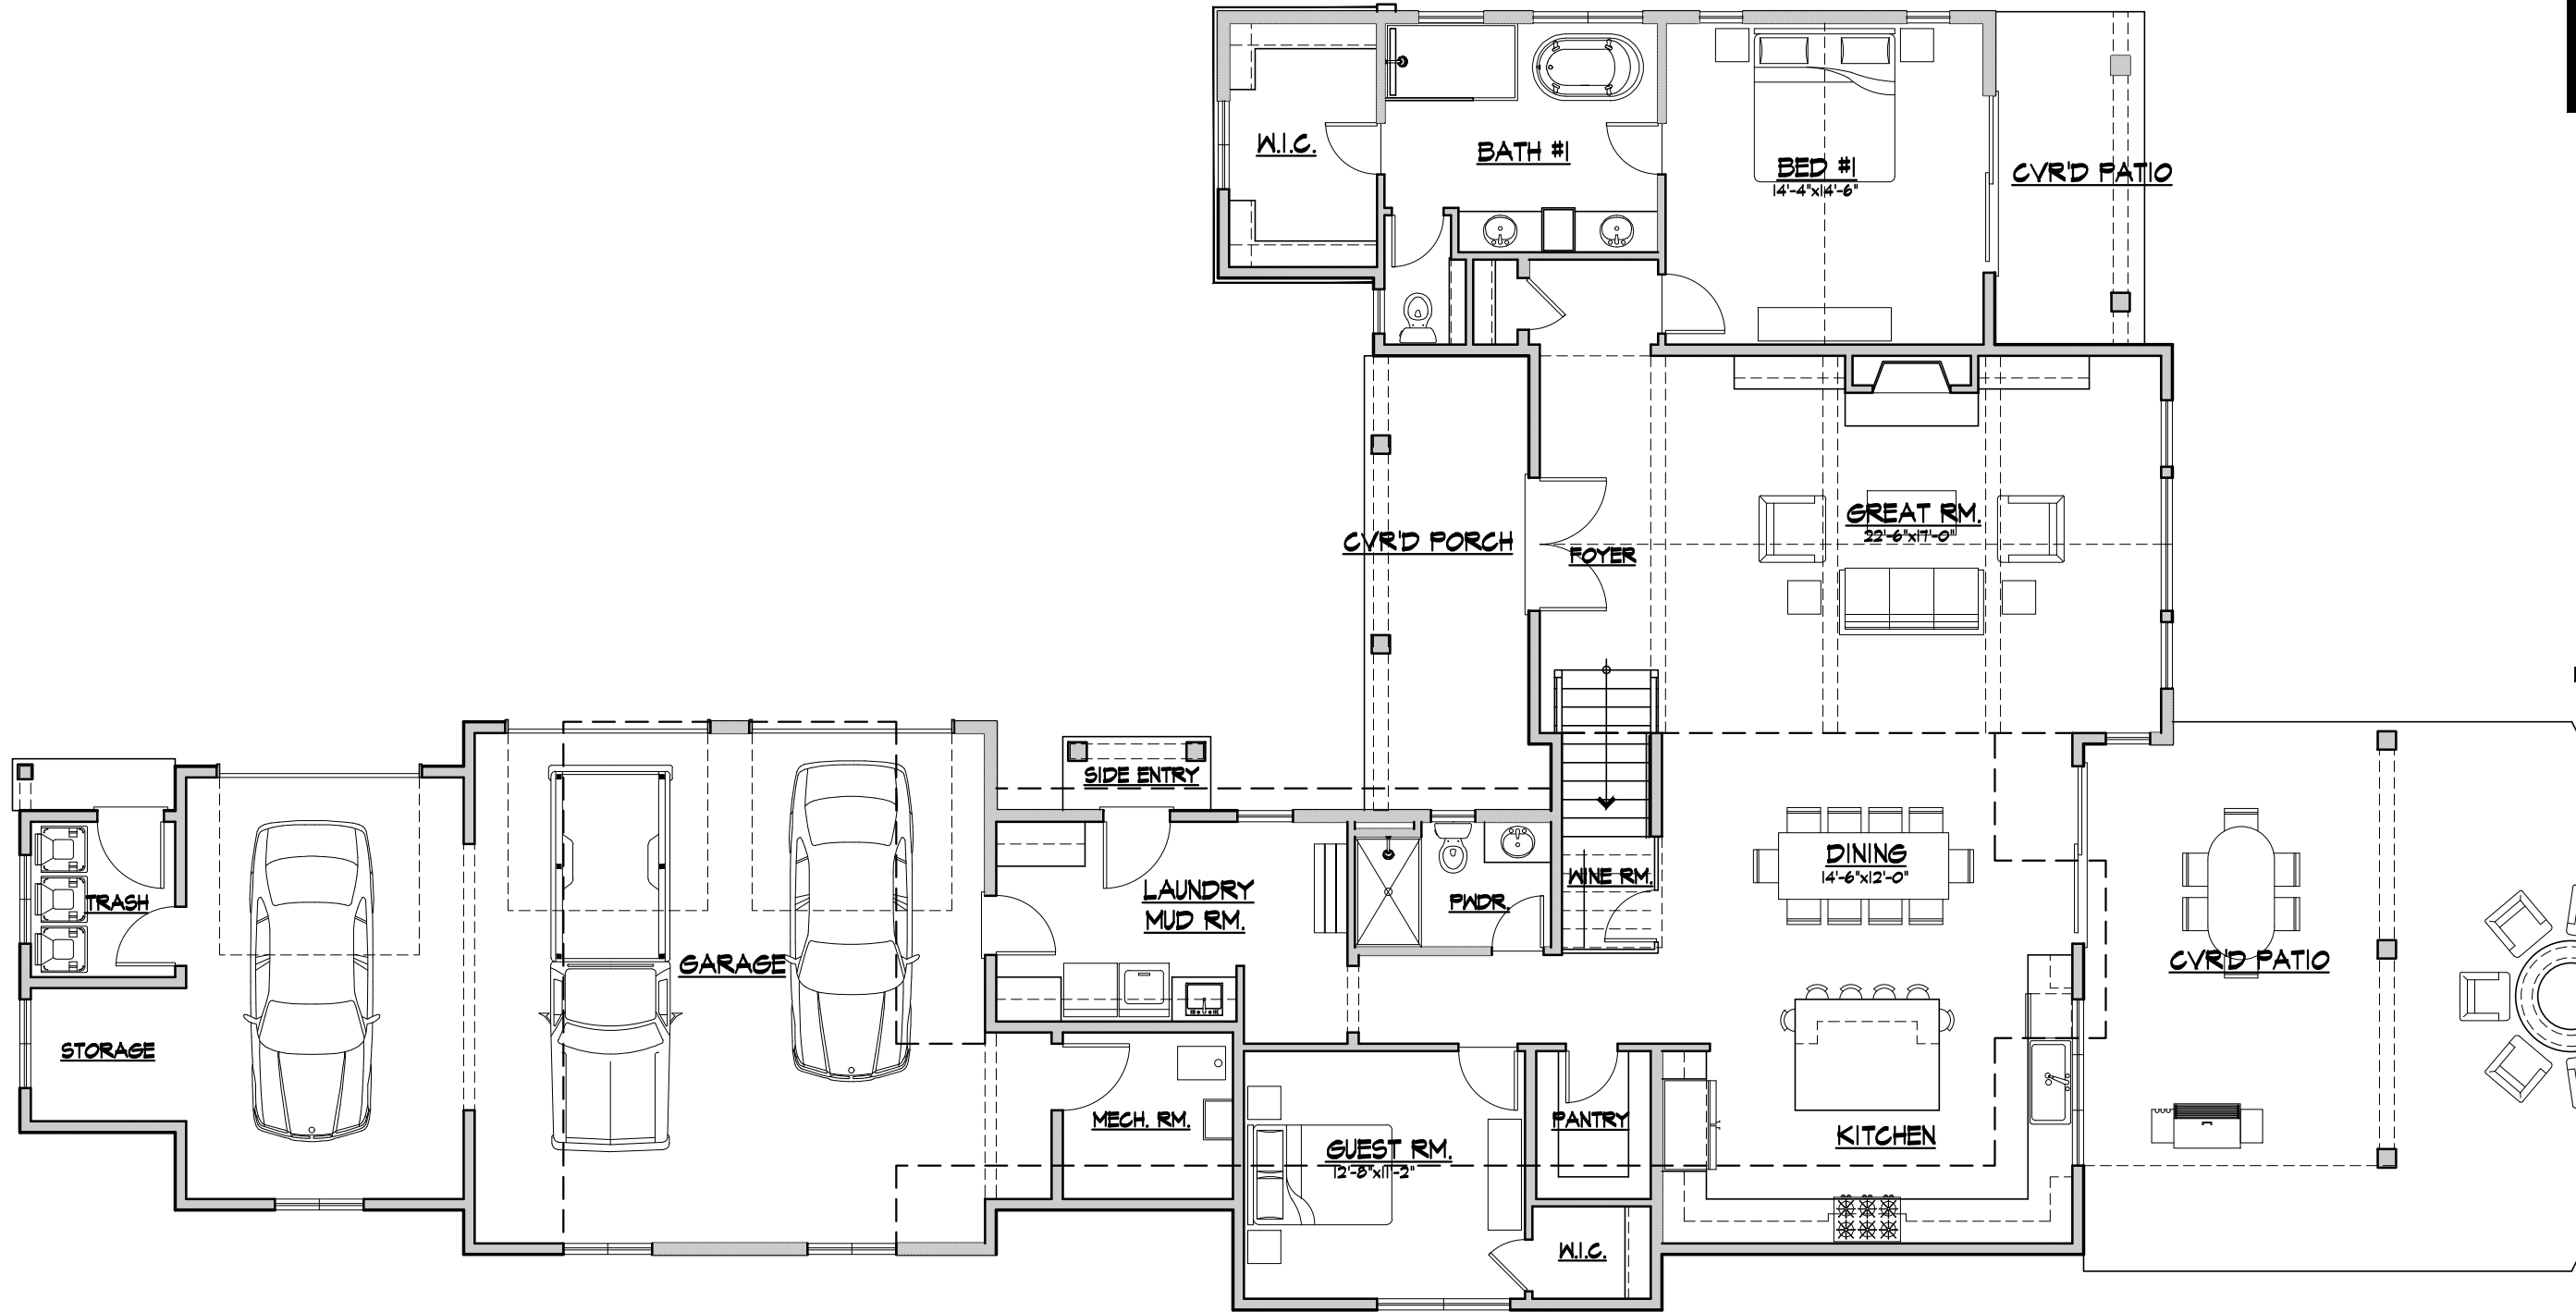 W.I.C.
BATH #1
BED #1
14'-4"x14'-6"
CVR'D PATIO
GREAT RM.
22'-6"x17'-0"
CVR'D PORCH
FOYER
SIDE ENTRY
DINING
14'-6"x12'-0"
WINE RM.
LAUNDRY
MUD RM.
PWDR.
TRASH
GARAGE
CVR'D PATIO
STORAGE
MECH. RM.
PANTRY
KITCHEN
GUEST RM.
12'-8"x11'-2"
W.I.C.